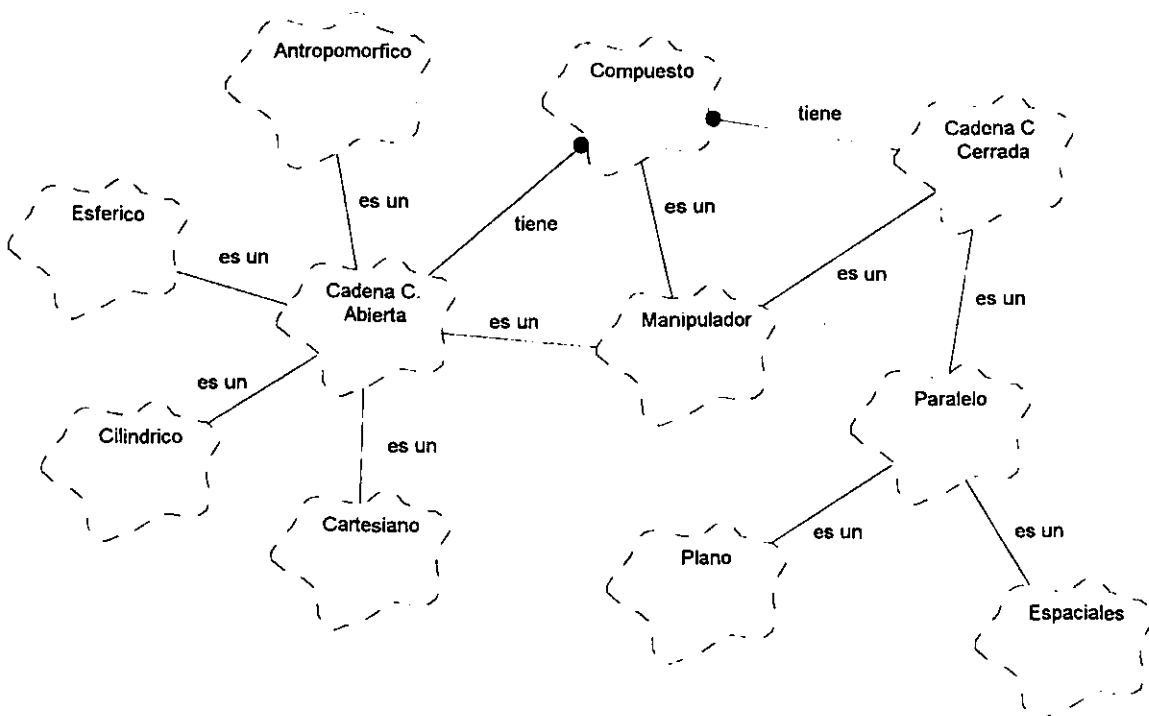 Antropomorfico
Compuesto
tiene
Cadena C
Cerrada
Esferico
es un
es un
tiene
es un
es un
Cadena C.
Abierta
es un
Manipulador
es un
es un
Cilindrico
es un
Paralelo
Cartesiano
Plano
es un
es un
Espaciales